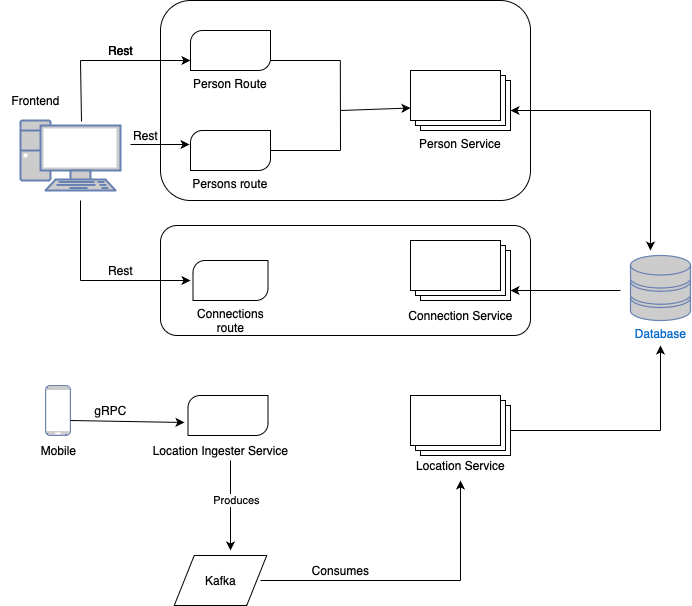 Rest
Person Route
Frontend
Rest
Person Service
Persons route
Rest
Connections
route
Connection Service
Database
gRPC
Mobile
Location Ingester Service
Location Service
Produces
Consumes
Kafka